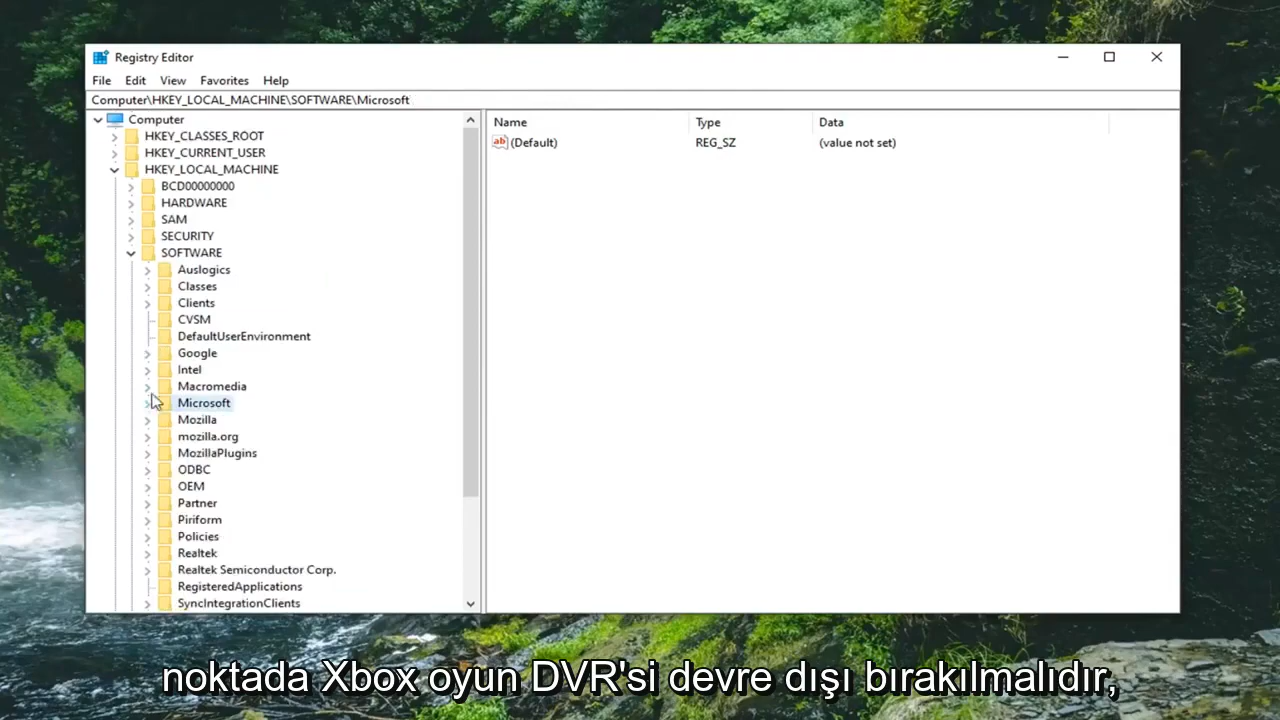 Registry Editor
File Edit View Favorites Help
Computer\HKEY_LOCAL_MACHINE\SOFTWARE\Microsoft
Computer
HKEY_CLASSES_ROOT
HKEY_CURRENT_USER
HKEY_LOCAL_MACHINE
BCD00000000
HARDWARE
SAM
SECURITY
SOFTWARE
Auslogics
Classes
Clients
CVSM
DefaultUserEnvironment
Google
Intel
Macromedia
Microsoft
Mozilla
mozilla.org
MozillaPlugins
ODBC
OEM
Partner
Piriform
Policies
Realtek
Realtek Semiconductor Corp.
RegisteredApplications
SyncIntegrationClients
Name Type Data
ab (Default) REG_SZ (value not set)
noktada Xbox oyun DVR'si devre dışı bırakılmalıdır,